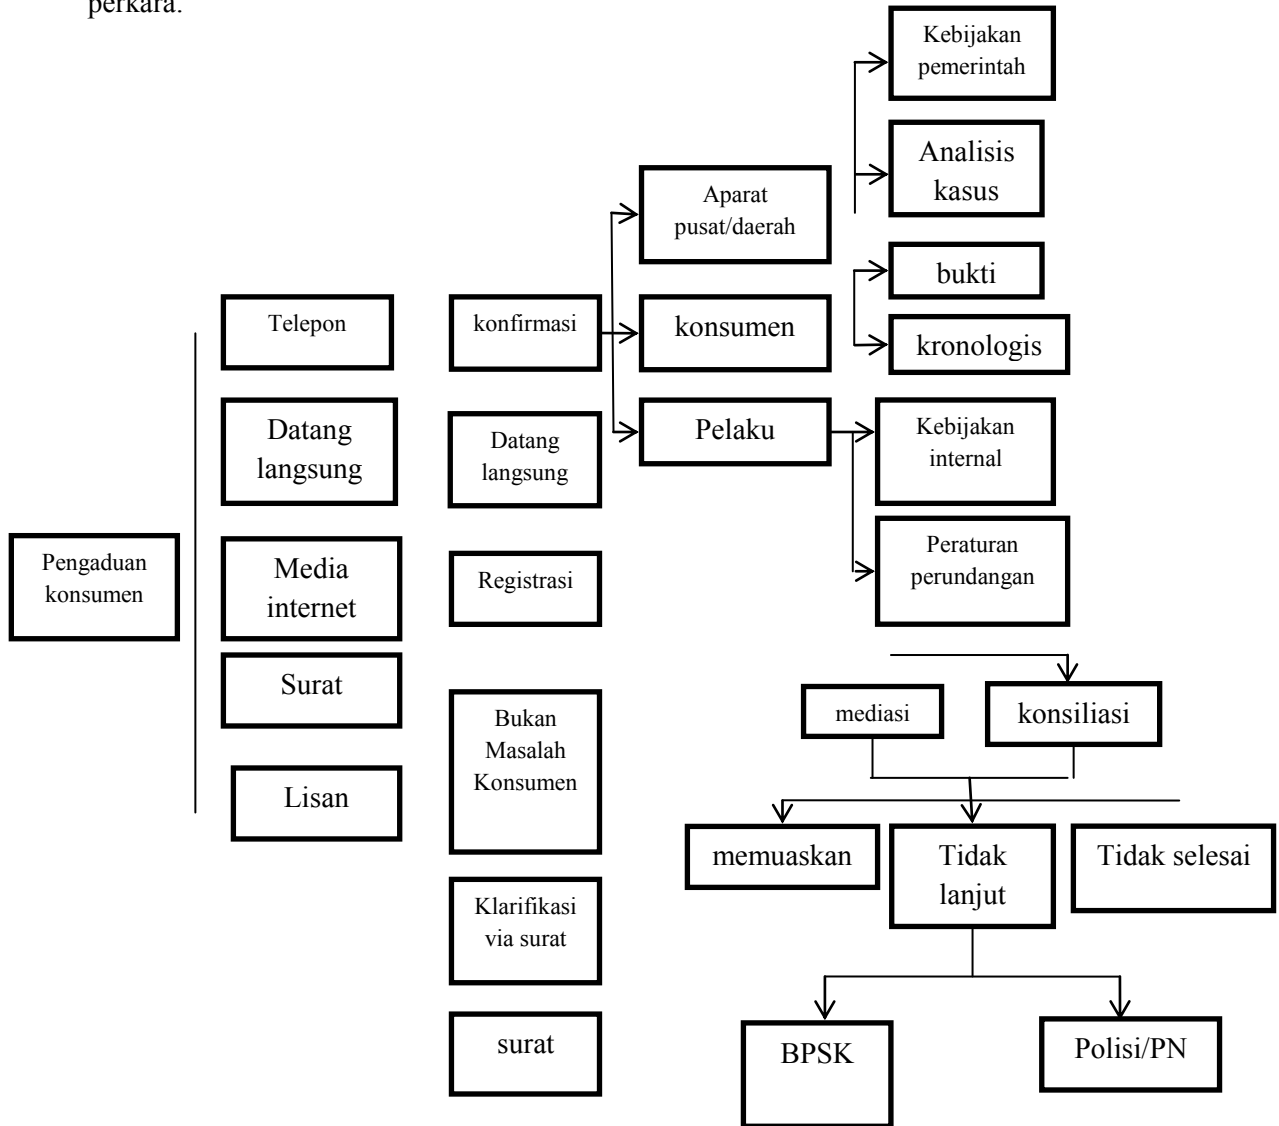 perkara.
Kebijakan
pemerintah
Analisis
kasus
Aparat
pusat/daerah
bukti
Telepon
konfirmasi
konsumen
kronologis
Datang
langsung
Datang
langsung
Pelaku
Kebijakan
internal
Pengaduan
konsumen
Media
internet
Registrasi
Peraturan
perundangan
Surat
Bukan
Masalah
Konsumen
mediasi
konsiliasi
Lisan
memuaskan
Tidak
lanjut
Tidak selesai
Klarifikasi
via surat
surat
BPSK
Polisi/PN